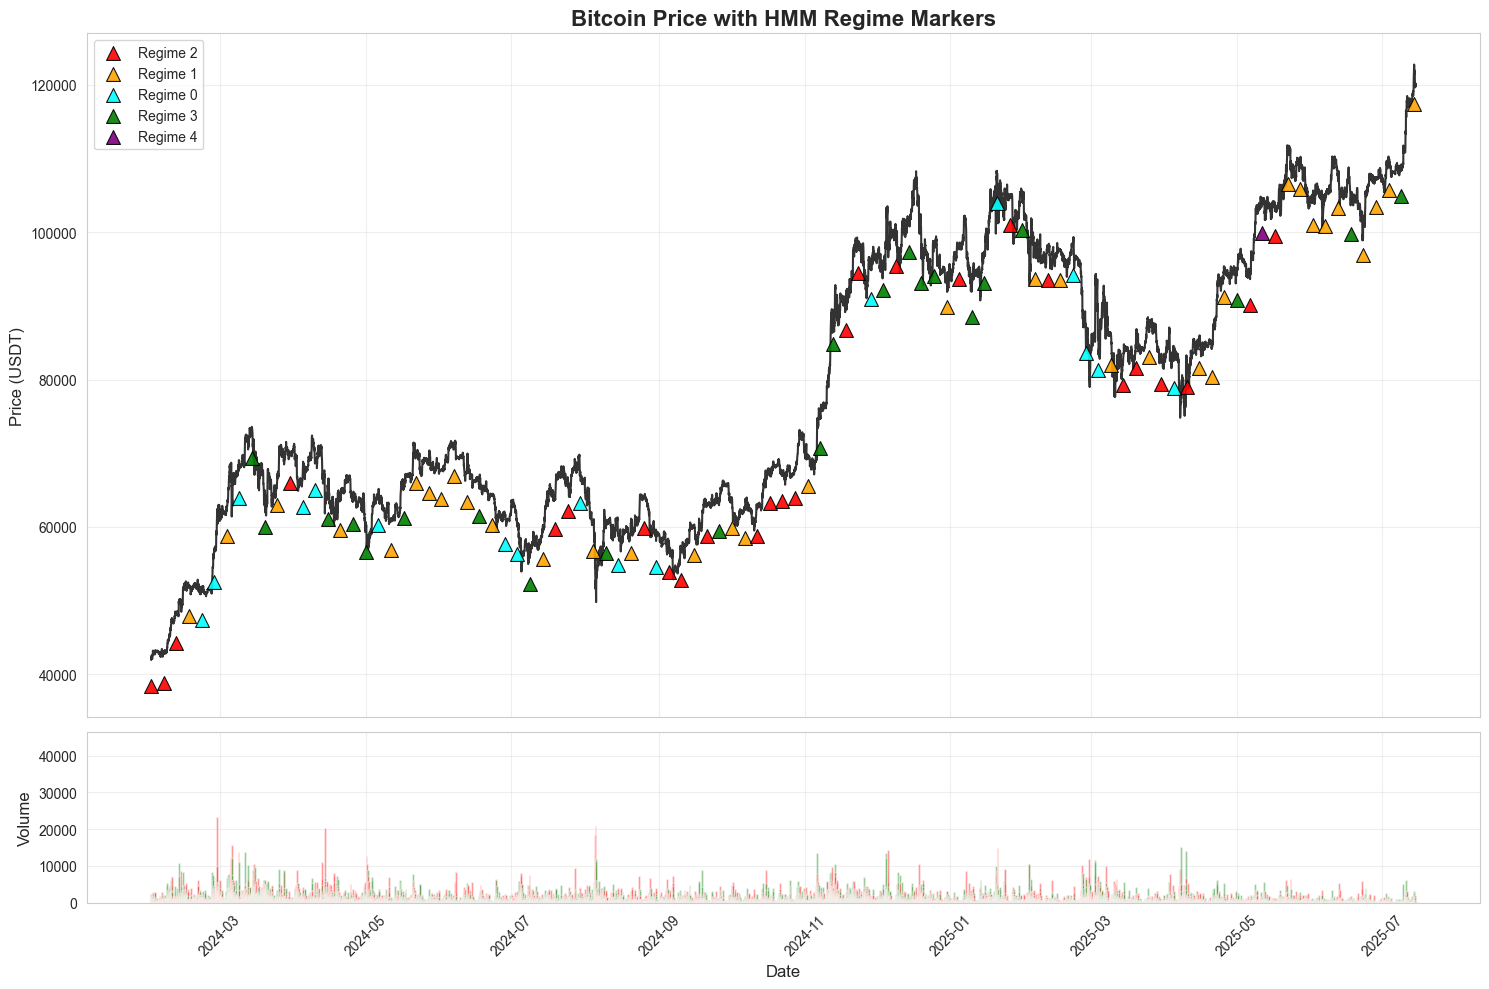 Bitcoin Price with HMM Regime Markers
Regime 2
Regime 1
Regime 0
Regime 3
Regime 4
120000
100000
80000
60000
40000
Price (USDT)
40000
30000
20000
10000
0
Volume
2024-03
2024-05
2024-07
2024-09
2024-11
2025-01
2025-03
2025-05
2025-07
Date